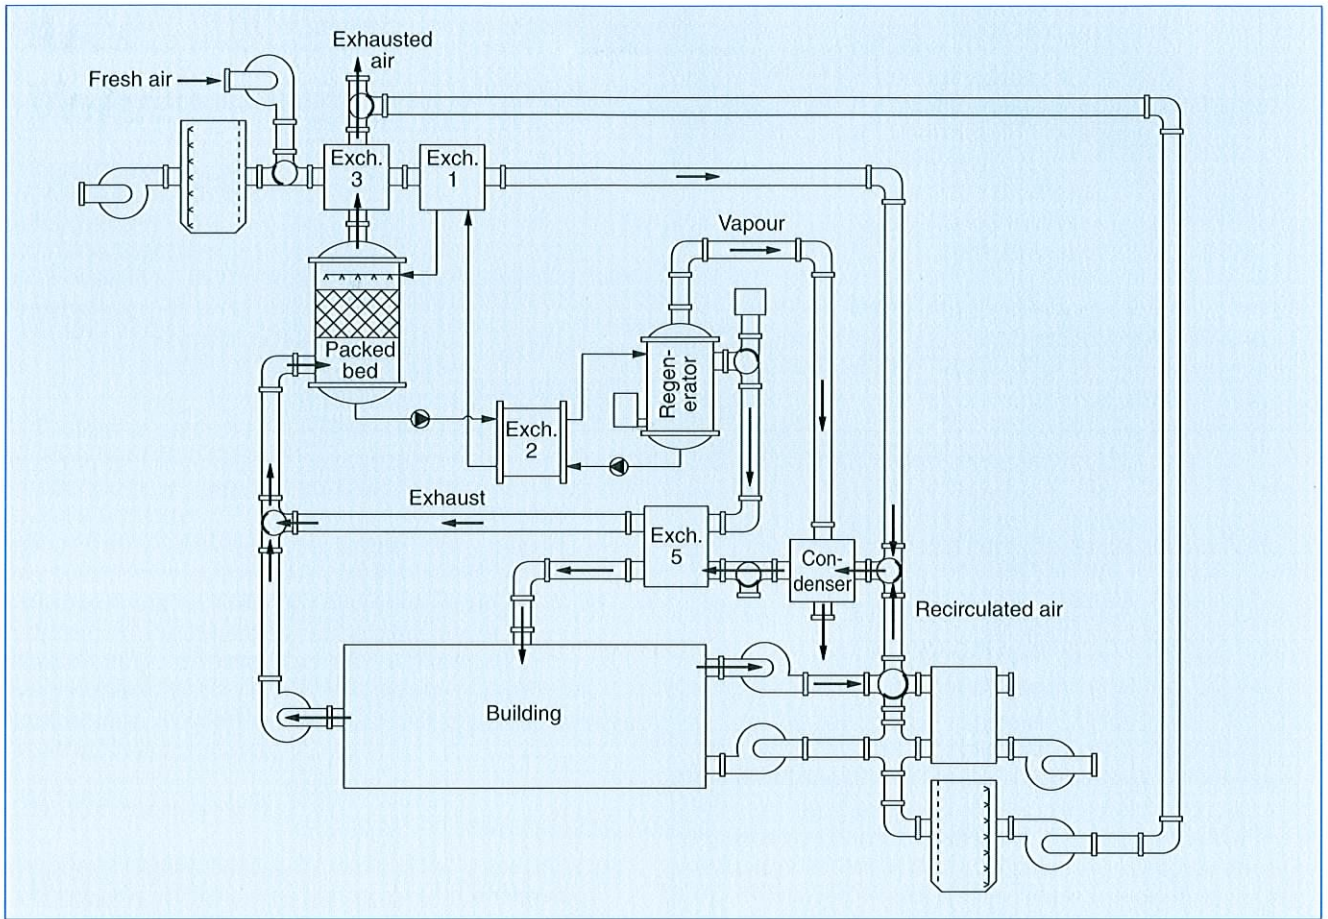 Exhausted
air
Fresh air
Exch.
3
Exch.
1
Vapour
Packed
bed
Regen-
erator
Exch.
2
Exhaust
Exch.
5
Con-
denser
Recirculated air
Building